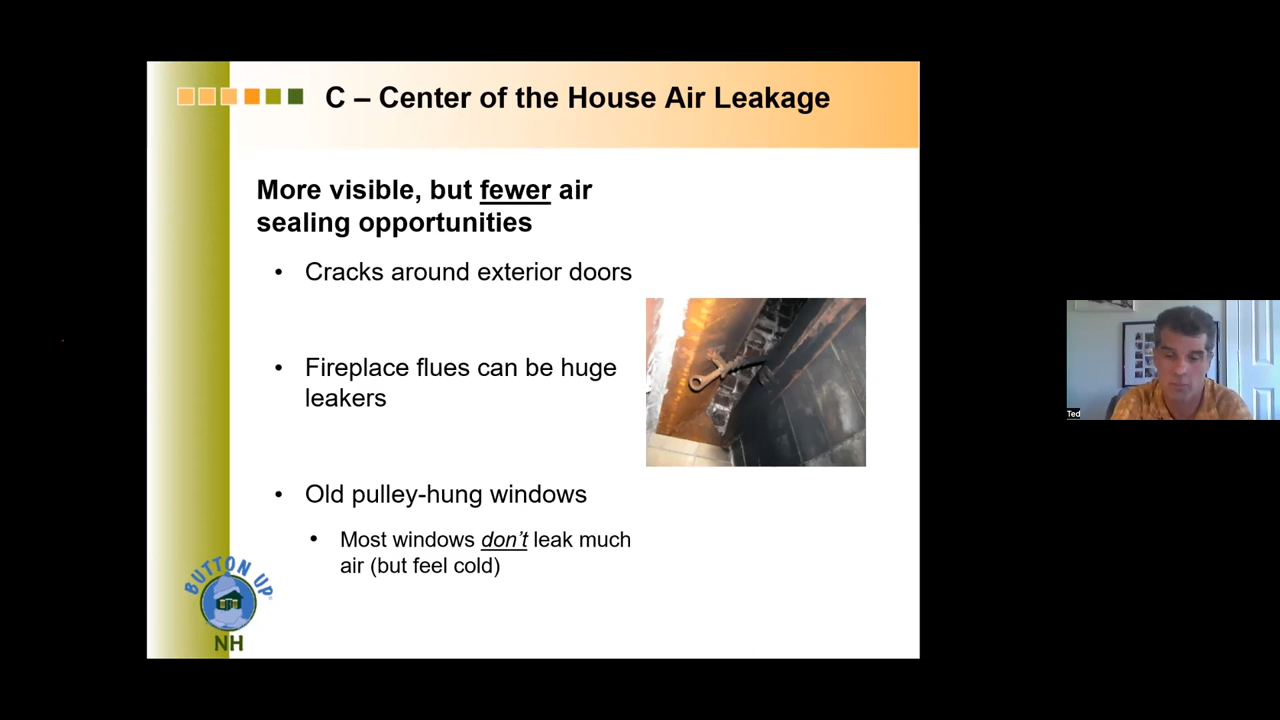 C – Center of the House Air Leakage
More visible, but fewer air
sealing opportunities
• Cracks around exterior doors
• Fireplace flues can be huge
leakers
• Old pulley-hung windows
• Most windows don't leak much
air (but feel cold)
BUTTON UP
NH
Ted